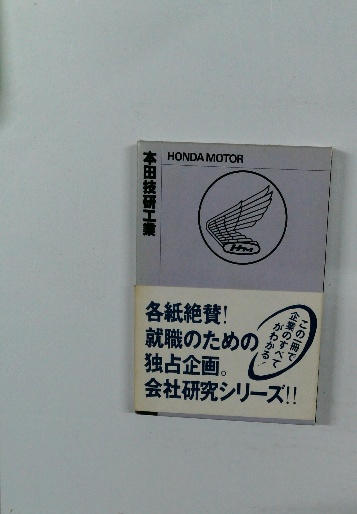 本田技研工業
HONDA MOTOR
HM
各紙絶賛!
就職のための
独占企画。
会社研究シリーズ!!
この一冊で
企業のすべて
がわかる!